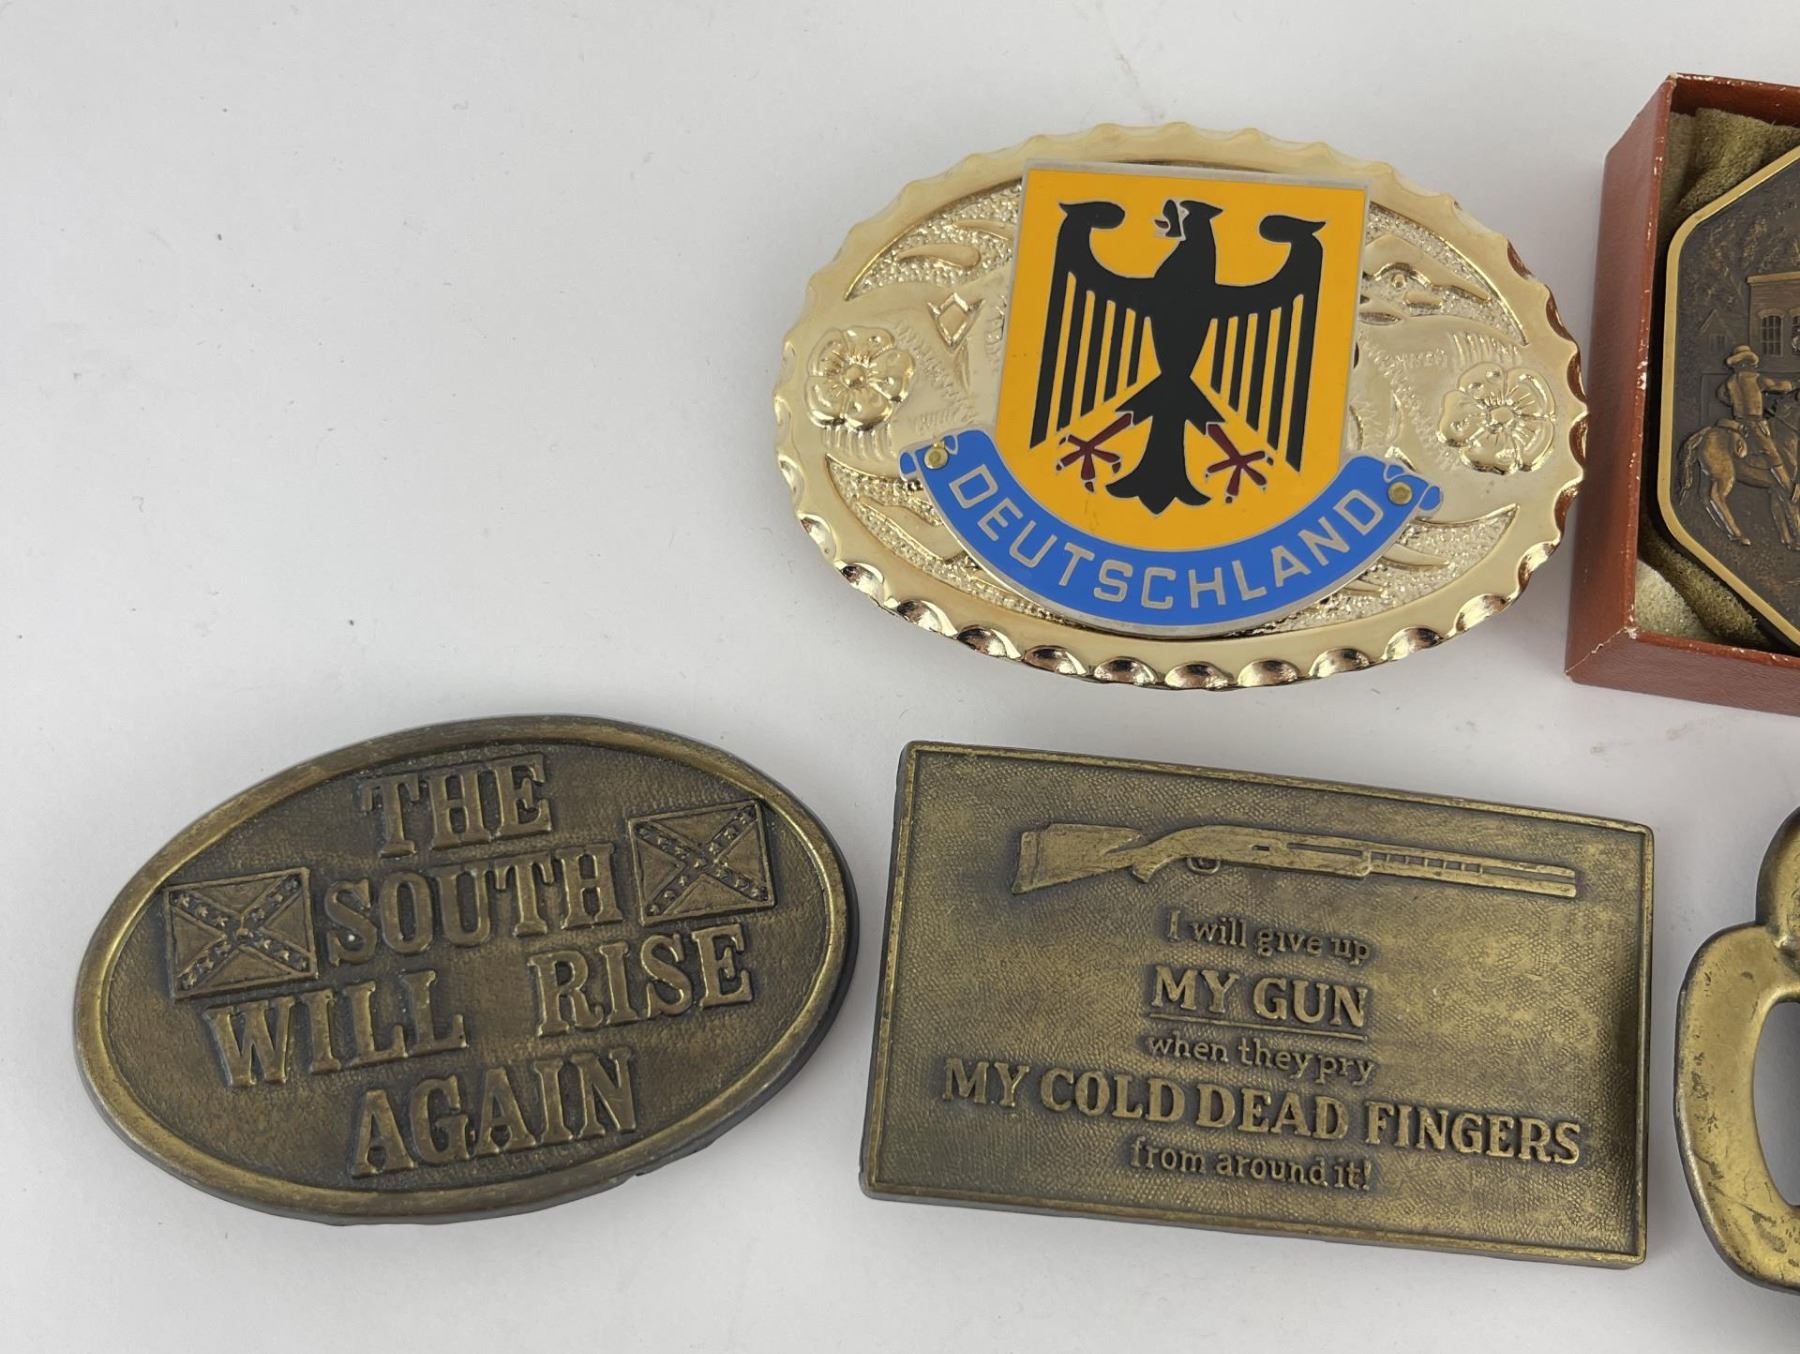 DEUTSCHLAND
THE
SOUTH
WILL RISE
AGAIN
I will give up
MY GUN
when they pry
MY COLD DEAD FINGERS
from around it!